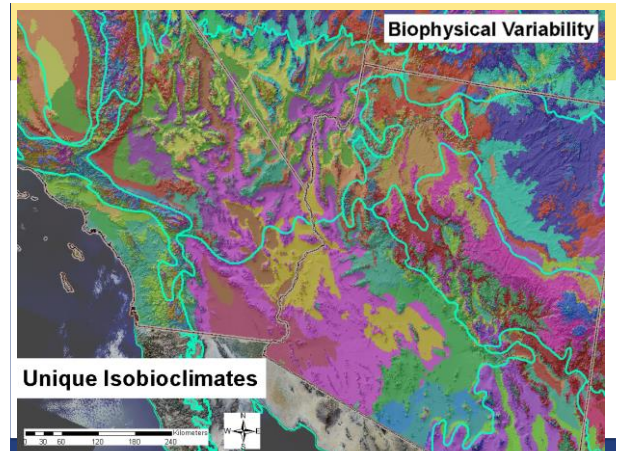 Biophysical Variability
Unique Isobioclimates
Kilometers
0 30 60 120 180 240
N
W E
S